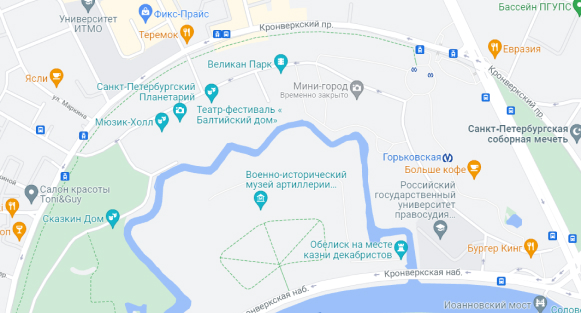 Бассейн ПГУПС
Университет
ИТМО
Фикс-Прайс
Теремок
Кронверкский пр.
Евразия
Великан Парк
Ясли
Санкт-Петербургский
Планетарий
Мини-город
Временно закрыто
Кронверкский пр.
ул. Маркина
Театр-фестиваль «
Балтийский дом»
Мюзик-Холл
Санкт-Петербургская
соборная мечеть
Горьковская
Больше кофе
Военно-исторический
музей артиллерии...
Российский
государственный
университет
правосудия...
Салон красоты
Toni&Guy
Сказкин Дом
оп
Обелиск на месте
казни декабристов
Бургер Кинг
Кронверкская наб.
Кронверкская наб.
Иоанновский мост